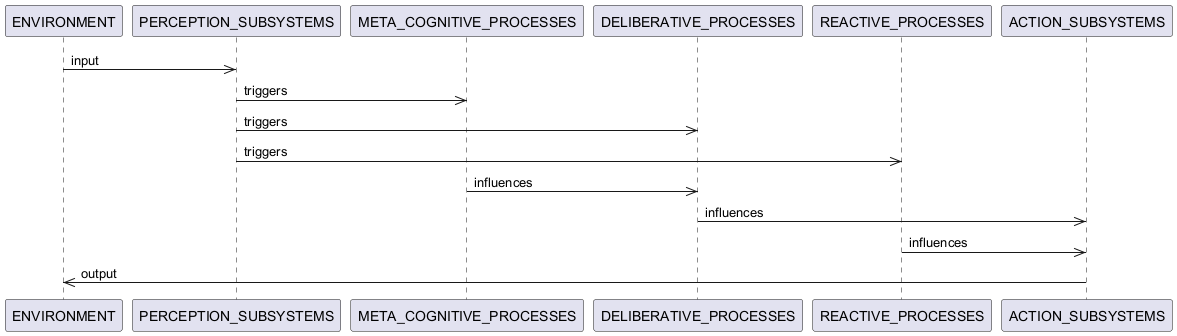 ENVIRONMENT PERCEPTION_SUBSYSTEMS META_COGNITIVE_PROCESSES DELIBERATIVE_PROCESSES REACTIVE_PROCESSES ACTION_SUBSYSTEMS
input
triggers
triggers
triggers
influences
influences
influences
output
ENVIRONMENT PERCEPTION_SUBSYSTEMS META_COGNITIVE_PROCESSES DELIBERATIVE_PROCESSES REACTIVE_PROCESSES ACTION_SUBSYSTEMS